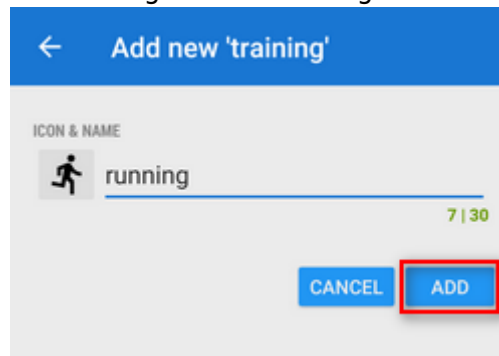 Add new 'training'
ICON & NAME
running
7 | 30
CANCEL ADD